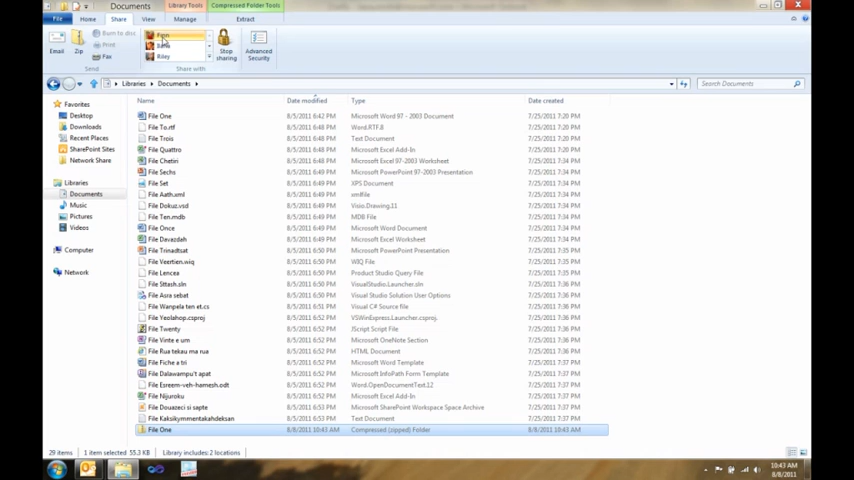 Documents
Library Tools
Compressed Folder Tools
File
Home
Share
View
Manage
Extract
Email
Zip
Burn to disc
Print
Fax
Send
Riley
Share with
Stop sharing
Advanced Security
Libraries
Documents
Search Documents
Name Date modified Type Date created
Favorites
Desktop
Downloads
Recent Places
SharePoint Sites
Network Share
Libraries
Documents
Music
Pictures
Videos
Computer
Network
File One 8/5/2011 6:42 PM Microsoft Word 97 - 2003 Document 7/25/2011 7:20 PM
File To.rtf 8/5/2011 6:49 PM Word.RTF.8 7/25/2011 7:20 PM
File Trois 8/5/2011 6:49 PM Text Document 7/25/2011 7:20 PM
File Quattro 8/5/2011 6:49 PM Microsoft Excel Add-In 7/25/2011 7:20 PM
File Chetiri 8/5/2011 6:49 PM Microsoft Excel 97-2003 Worksheet 7/25/2011 7:34 PM
File Sechs 8/5/2011 6:49 PM Microsoft PowerPoint 97-2003 Presentation 7/25/2011 7:34 PM
File Set 8/5/2011 6:49 PM XPS Document 7/25/2011 7:34 PM
File Aath.xml 8/5/2011 6:49 PM xmlfile 7/25/2011 7:34 PM
File Dokuz.vsd 8/5/2011 6:49 PM Visio.Drawing.11 7/25/2011 7:34 PM
File Ten.mdb 8/5/2011 6:49 PM MDB File 7/25/2011 7:34 PM
File Once 8/5/2011 6:49 PM Microsoft Word Document 7/25/2011 7:34 PM
File Davazdah 8/5/2011 6:49 PM Microsoft Excel Worksheet 7/25/2011 7:34 PM
File Trinadtsat 8/5/2011 6:49 PM Microsoft PowerPoint Presentation 7/25/2011 7:35 PM
File Veertien.wiq 8/5/2011 6:50 PM WIQ File 7/25/2011 7:35 PM
File Lencea 8/5/2011 6:50 PM Product Studio Query File 7/25/2011 7:35 PM
File Sttash.sln 8/5/2011 6:50 PM VisualStudio.Launcher.sln 7/25/2011 7:35 PM
File Asra sebat 8/5/2011 6:50 PM Visual Studio Solution User Options 7/25/2011 7:35 PM
File Wanpela ten et.cs 8/5/2011 6:52 PM Visual C# Source file 7/25/2011 7:35 PM
File Yeolahop.csproj 8/5/2011 6:52 PM VSWinExpress.Launcher.csproj. 7/25/2011 7:36 PM
File Twenty 8/5/2011 6:52 PM JScript Script File 7/25/2011 7:36 PM
File Vinte e um 8/5/2011 6:52 PM Microsoft OneNote Section 7/25/2011 7:36 PM
File Rua tekau ma rua 8/5/2011 6:52 PM HTML Document 7/25/2011 7:36 PM
File Fiche a tri 8/5/2011 6:52 PM Microsoft Word Template 7/25/2011 7:36 PM
File Dalawampu't apat 8/5/2011 6:52 PM Microsoft InfoPath Form Template 7/25/2011 7:36 PM
File Esreem-veh-hamesh.odt 8/5/2011 6:52 PM Word.OpenDocumentText.12 7/25/2011 7:36 PM
File Nijuroku 8/5/2011 6:52 PM Microsoft Excel Add-In 7/25/2011 7:36 PM
File Douazeci si sapte 8/5/2011 6:52 PM Microsoft SharePoint Workspace Space Archive 7/25/2011 7:36 PM
File Kaksikymmentakahdeksan 8/5/2011 6:52 PM Text Document 7/25/2011 7:36 PM
File One 8/8/2011 10:43 AM Compressed (zipped) Folder 8/8/2011 10:43 AM
29 items 1 item selected 55.3 KB Library includes: 2 locations
10:43 AM
8/8/2011